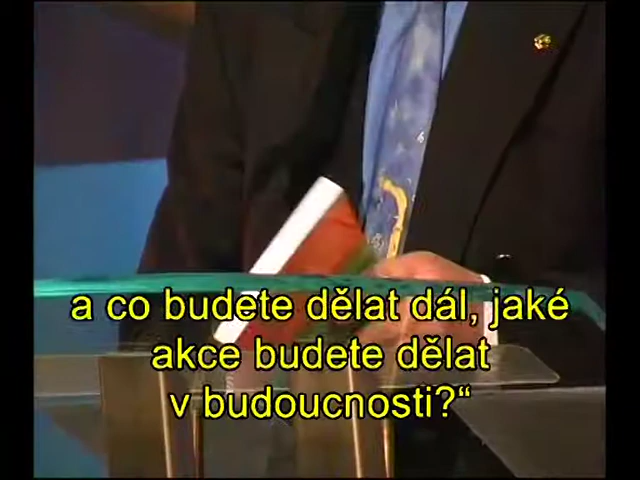 a co budete dělat dál, jaké
akce budete dělat
v budoucnosti?“